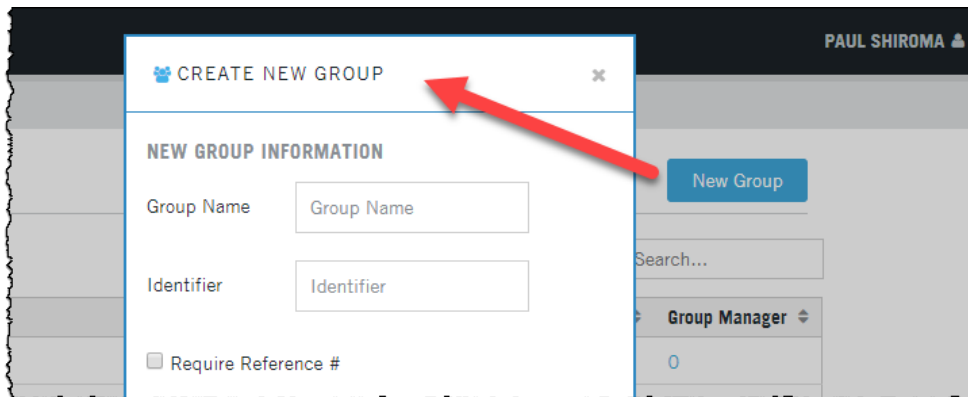 PAUL SHIROMA
CREATE NEW GROUP
NEW GROUP INFORMATION
New Group
Group Name
Group Name
Search...
Identifier
Identifier
Group Manager
Require Reference #
0